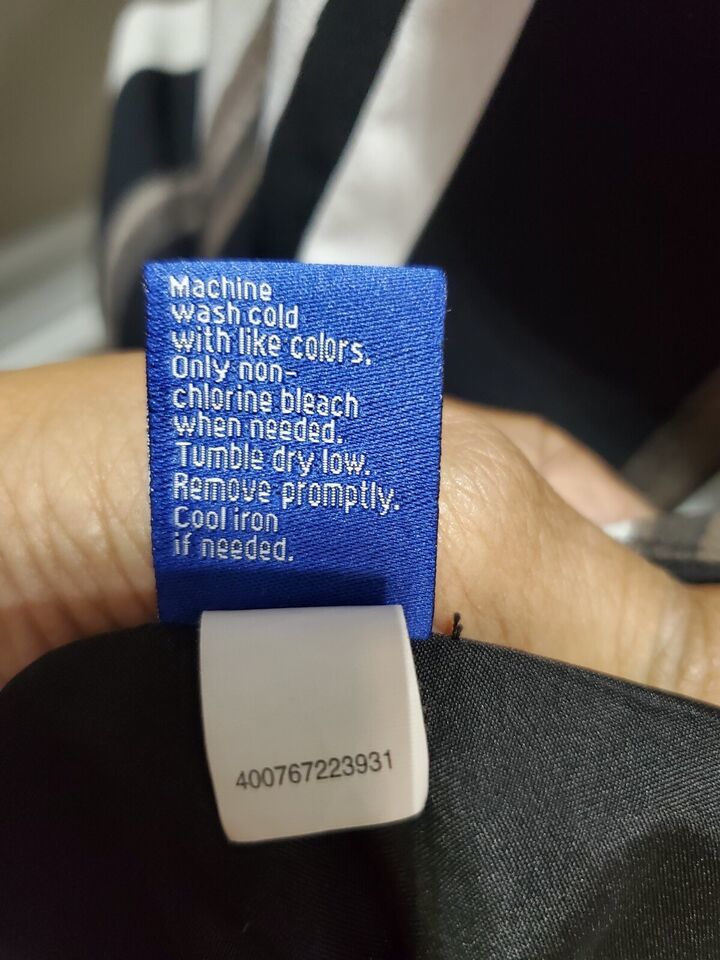 Machine
wash cold
with like colors.
Only non-
chlorine bleach
when needed.
Tumble dry low.
Remove promptly.
Cool iron
if needed.
400767223931